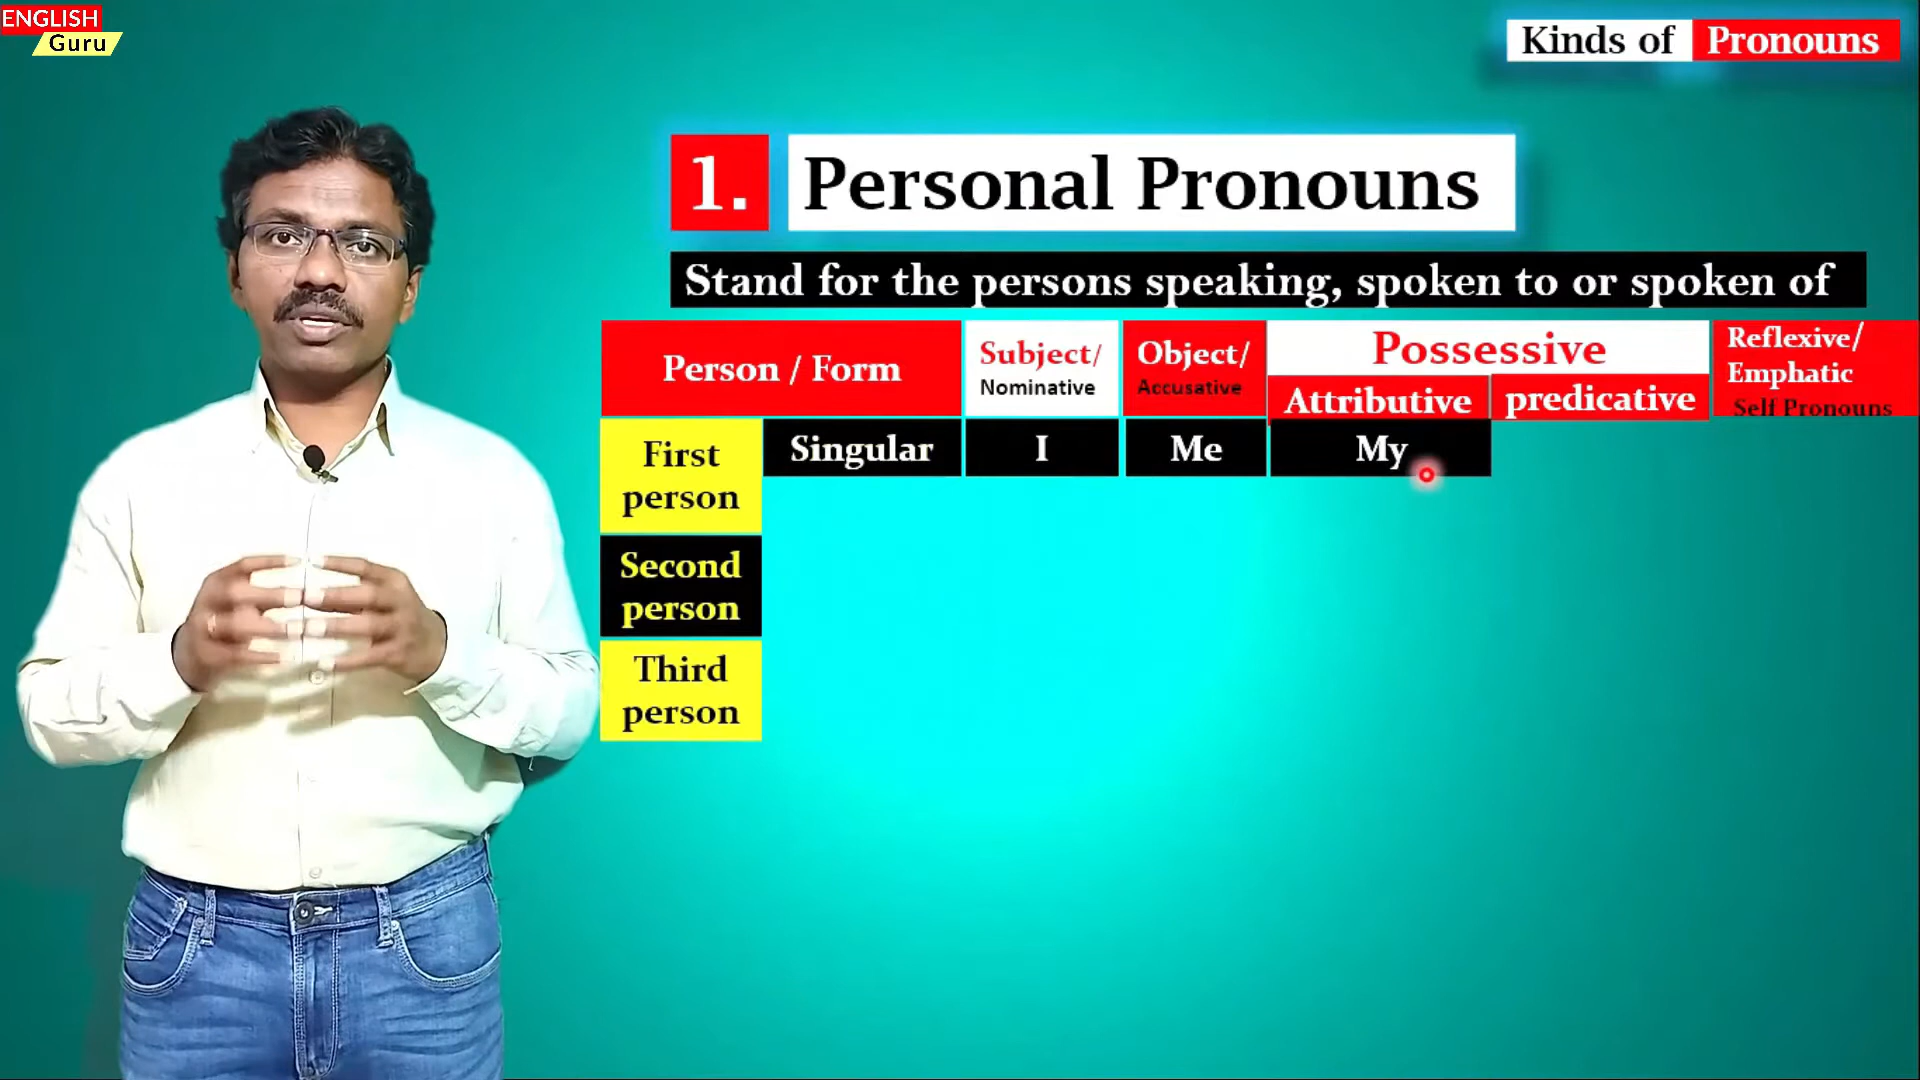 ENGLISH
Guru
Kinds of Pronouns
1. Personal Pronouns
Stand for the persons speaking, spoken to or spoken of
Person / Form
Subject/
Nominative
Object/
Accusative
Possessive
Attributive
predicative
Reflexive/
Emphatic
Self Pronouns
First
person
Singular
I
Me
My
Second
person
Third
person